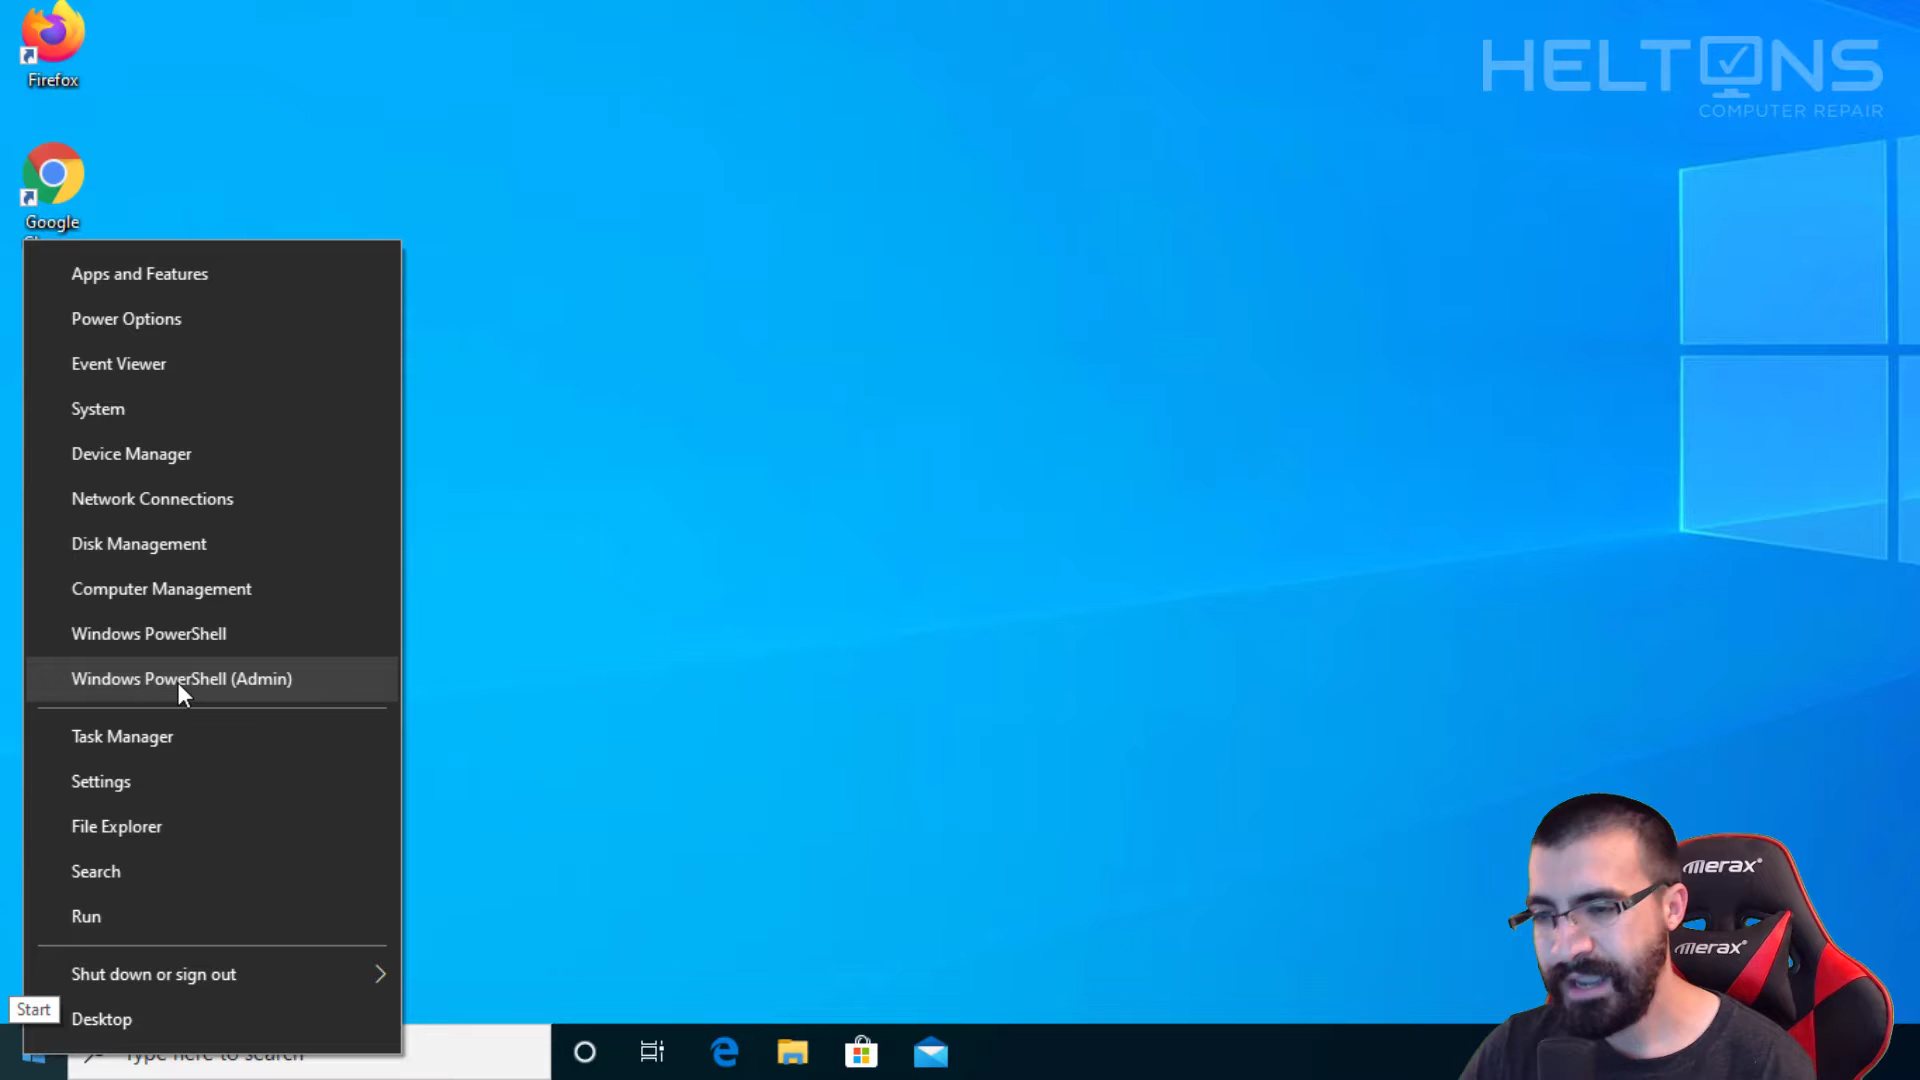 Firefox
HELTONS
COMPUTER REPAIR
Google
Apps and Features
Power Options
Event Viewer
System
Device Manager
Network Connections
Disk Management
Computer Management
Windows PowerShell
Windows PowerShell (Admin)
Task Manager
Settings
File Explorer
Search
Run
Shut down or sign out
Start
Desktop
Type here to search
merax
merax